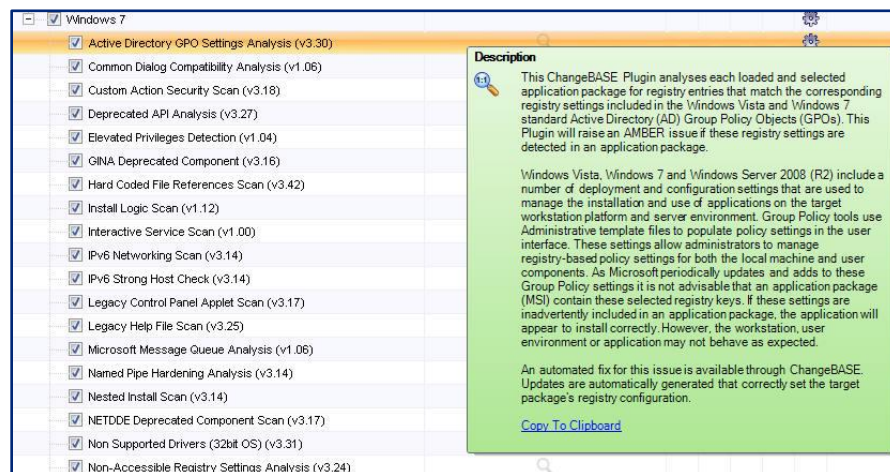 Windows 7
Active Directory GPO Settings Analysis (v3.30)
Common Dialog Compatibility Analysis (v1.06)
Custom Action Security Scan (v3.18)
Deprecated API Analysis (v3.27)
Elevated Privileges Detection (v1.04)
GINA Deprecated Component (v3.16)
Hard Coded File References Scan (v3.42)
Install Logic Scan (v1.12)
Interactive Service Scan (v1.00)
IPv6 Networking Scan (v3.14)
IPv6 Strong Host Check (v3.14)
Legacy Control Panel Applet Scan (v3.17)
Legacy Help File Scan (v3.25)
Microsoft Message Queue Analysis (v1.06)
Named Pipe Hardening Analysis (v3.14)
Nested Install Scan (v3.14)
NETDDE Deprecated Component Scan (v3.17)
Non Supported Drivers (32bit OS) (v3.31)
Non-Accessible Registry Settings Analysis (v3.24)
Description
1:1
This ChangeBASE Plugin analyses each loaded and selected
application package for registry entries that match the corresponding
registry settings included in the Windows Vista and Windows 7
standard Active Directory (AD) Group Policy Objects (GPOs). This
Plugin will raise an AMBER issue if these registry settings are
detected in an application package.
Windows Vista, Windows 7 and Windows Server 2008 (R2) include a
number of deployment and configuration settings that are used to
manage the installation and use of applications on the target
workstation platform and server environment. Group Policy tools use
Administrative template files to populate policy settings in the user
interface. These settings allow administrators to manage
registry-based policy settings for both the local machine and user
components. As Microsoft periodically updates and adds to these
Group Policy settings it is not advisable that an application package
(MSI) contain these selected registry keys. If these settings are
inadvertently included in an application package, the application will
appear to install correctly. However, the workstation, user
environment or application may not behave as expected.
An automated fix for this issue is available through ChangeBASE.
Updates are automatically generated that correctly set the target
package's registry configuration.
Copy To Clipboard